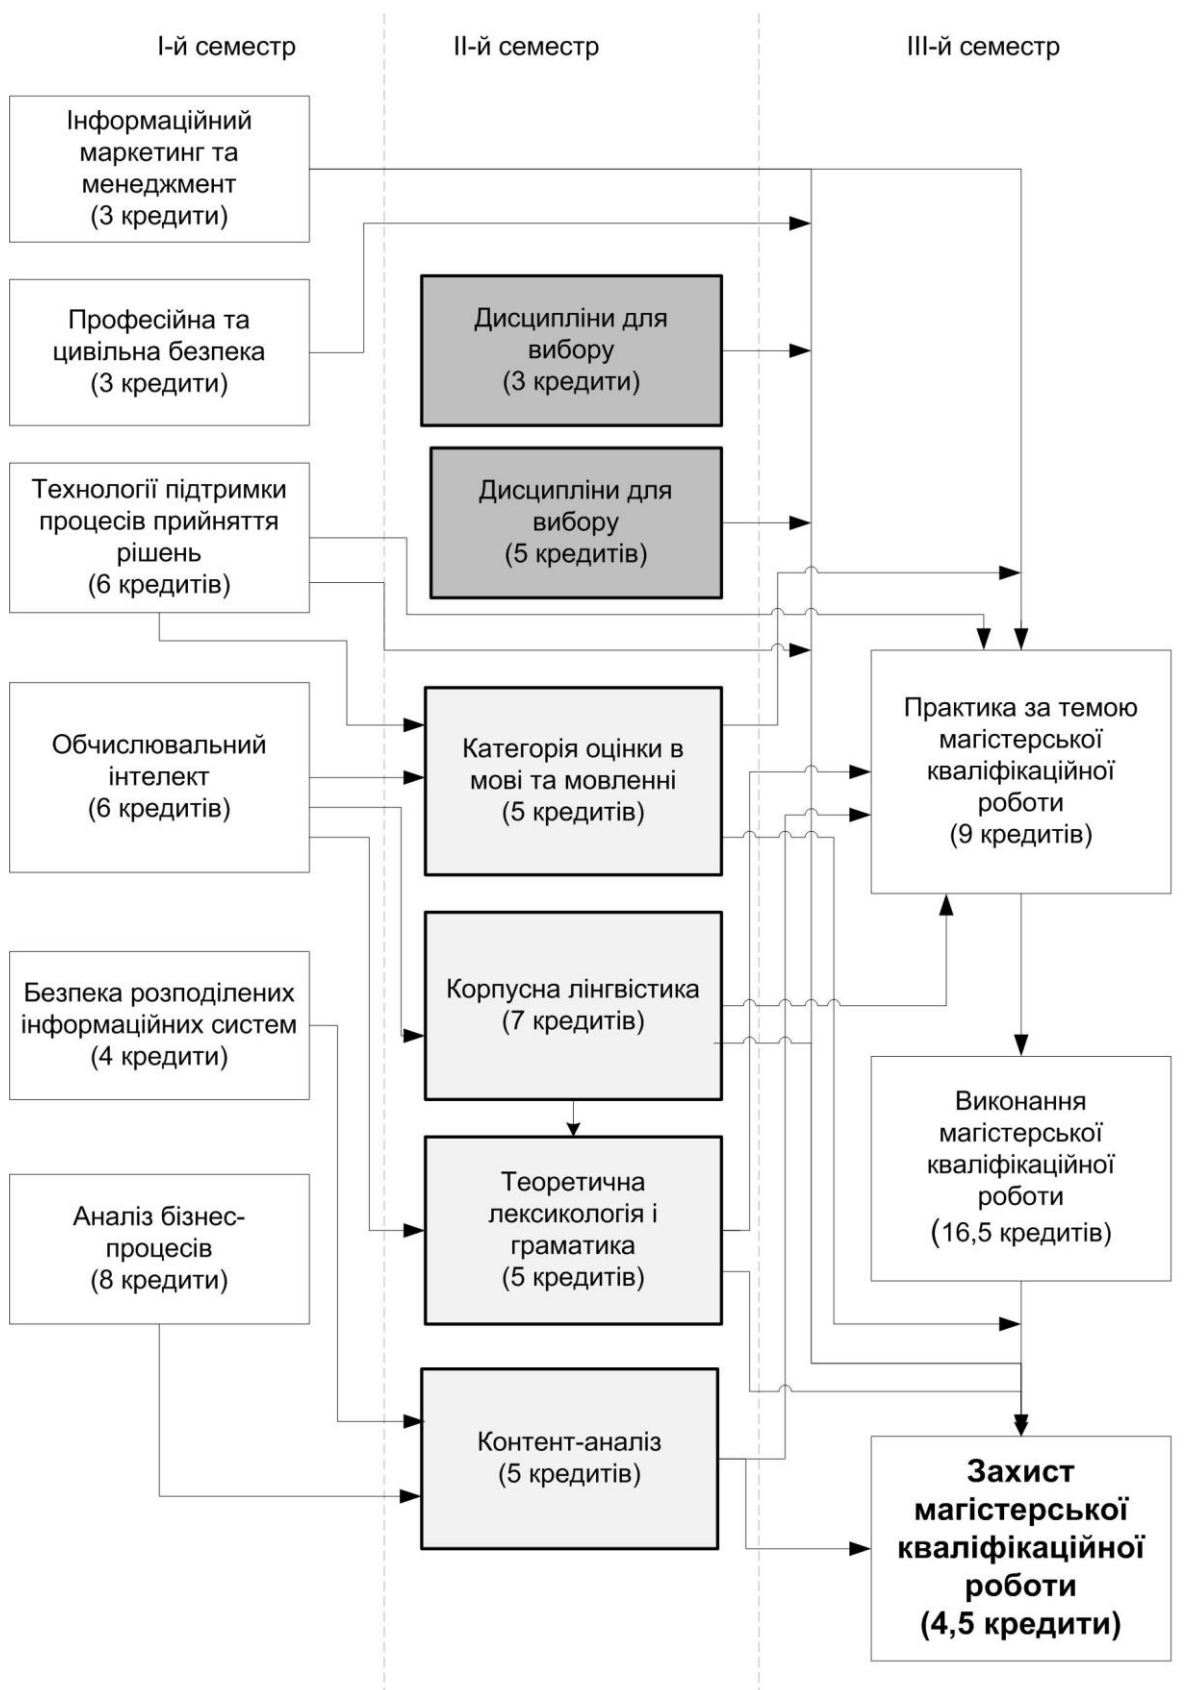 І-й семестр
ІІ-й семестр
ІІІ-й семестр
Інформаційний
маркетинг та
менеджмент
(3 кредити)
Професійна та
цивільна безпека
(3 кредити)
Технології підтримки
процесів прийняття
рішень
(6 кредитів)
Обчислювальний
інтелект
(6 кредитів)
Безпека розподілених
інформаційних систем
(4 кредити)
Аналіз бізнес-
процесів
(8 кредити)
Дисципліни для
вибору
(3 кредити)
Дисципліни для
вибору
(5 кредитів)
Категорія оцінки в
мові та мовленні
(5 кредитів)
Корпусна лінгвістика
(7 кредитів)
Теоретична
лексикологія і
граматика
(5 кредитів)
Контент-аналіз
(5 кредитів)
Практика за темою
магістерської
кваліфікаційної
роботи
(9 кредитів)
Виконання
магістерської
кваліфікаційної
роботи
(16,5 кредитів)
Захист
магістерської
кваліфікаційної
роботи
(4,5 кредити)